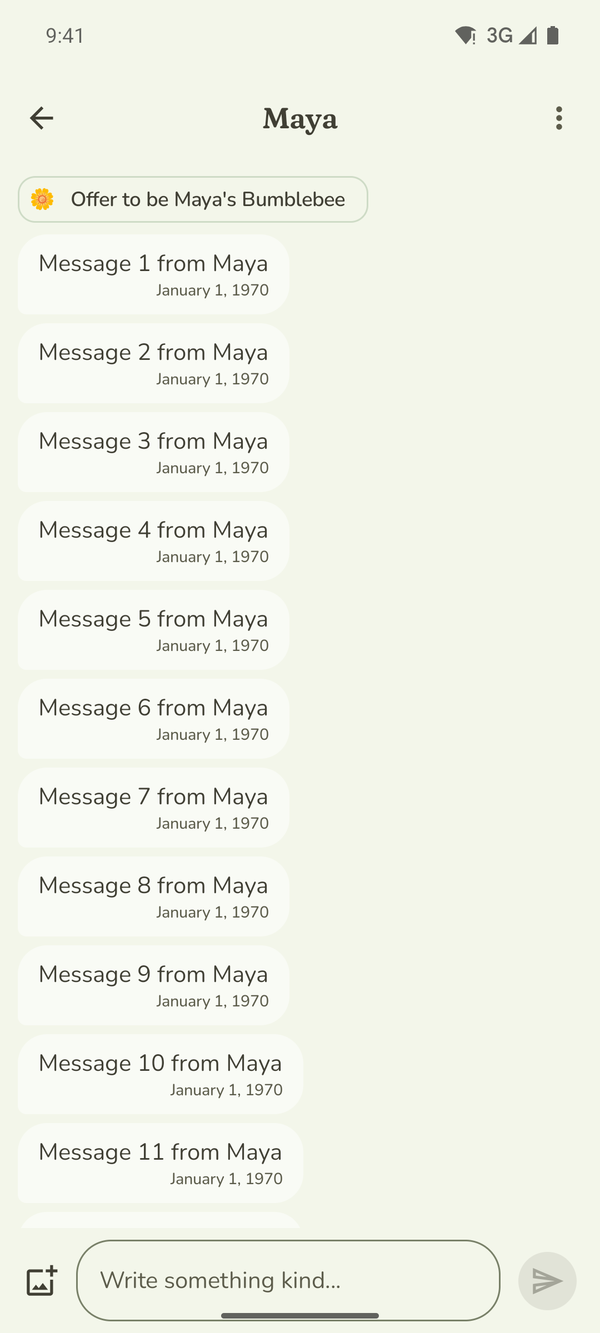 9:41
3G
Maya
Offer to be Maya's Bumblebee
Message 1 from Maya
January 1, 1970
Message 2 from Maya
January 1, 1970
Message 3 from Maya
January 1, 1970
Message 4 from Maya
January 1, 1970
Message 5 from Maya
January 1, 1970
Message 6 from Maya
January 1, 1970
Message 7 from Maya
January 1, 1970
Message 8 from Maya
January 1, 1970
Message 9 from Maya
January 1, 1970
Message 10 from Maya
January 1, 1970
Message 11 from Maya
January 1, 1970
Write something kind...